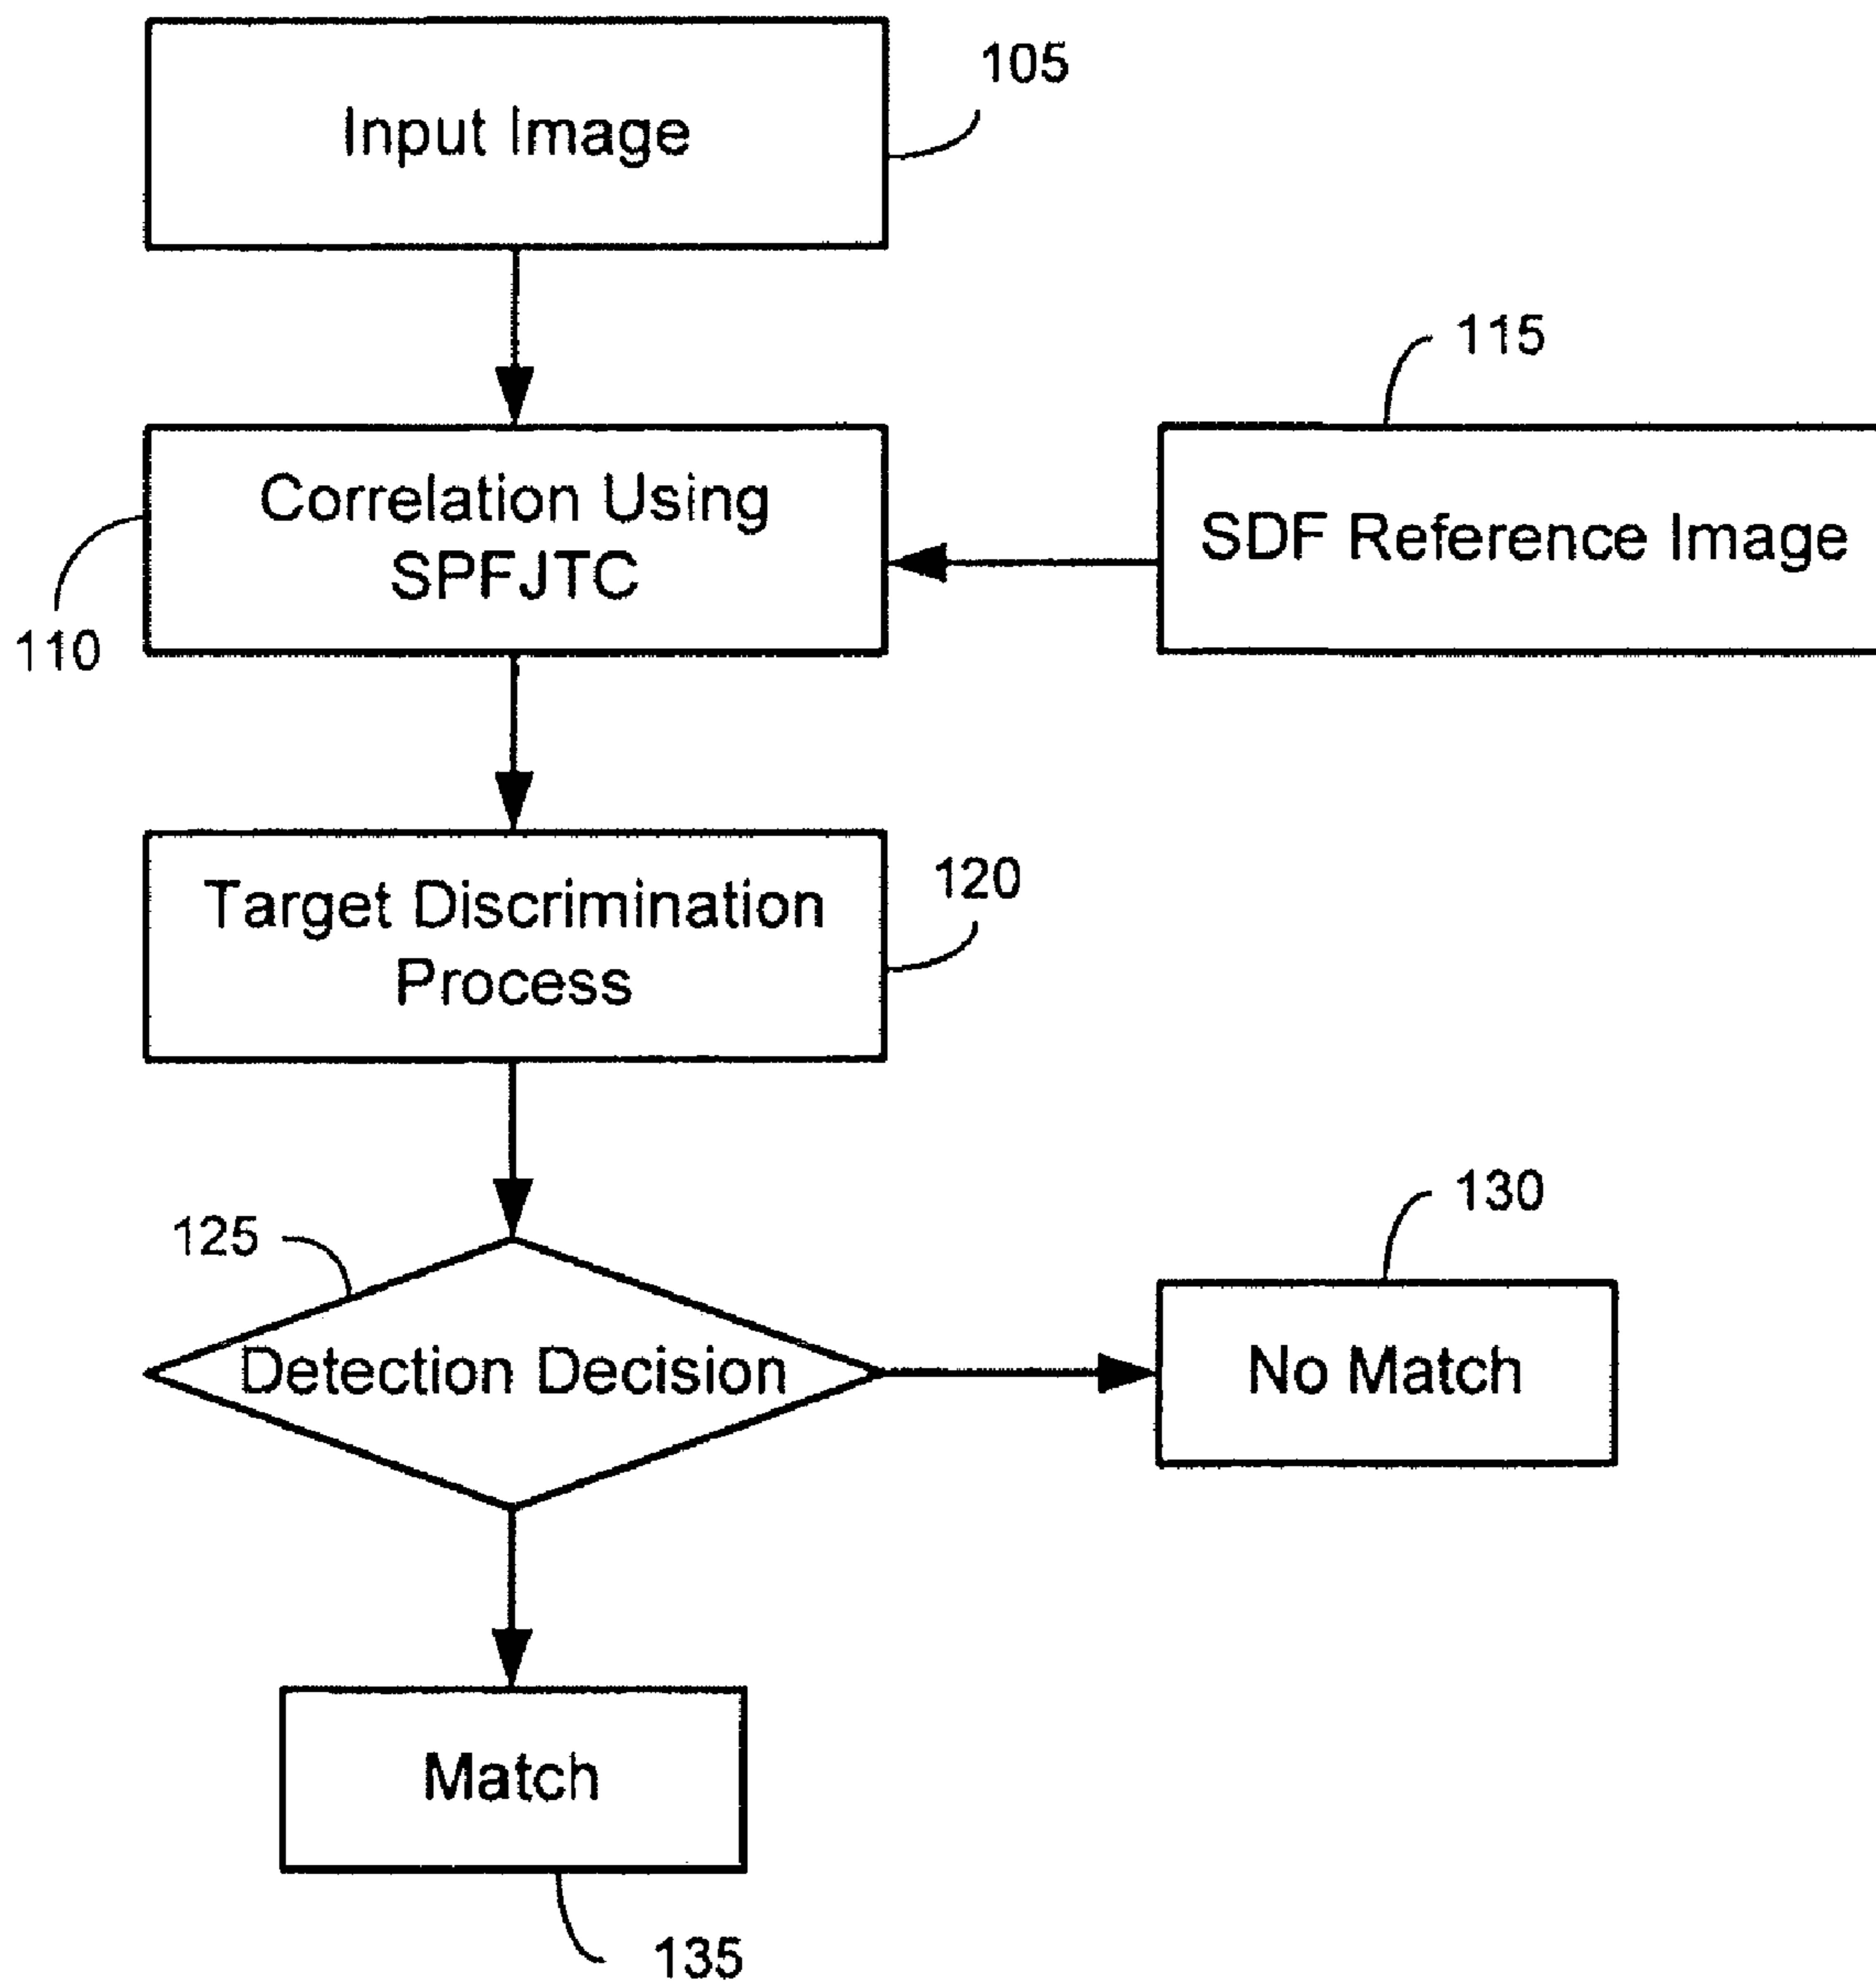 Input Image
105
115
Correlation Using
SPFJTC
SDF Reference Image
110
Target Discrimination
Process
120
125
130
Detection Decision
No Match
Match
135